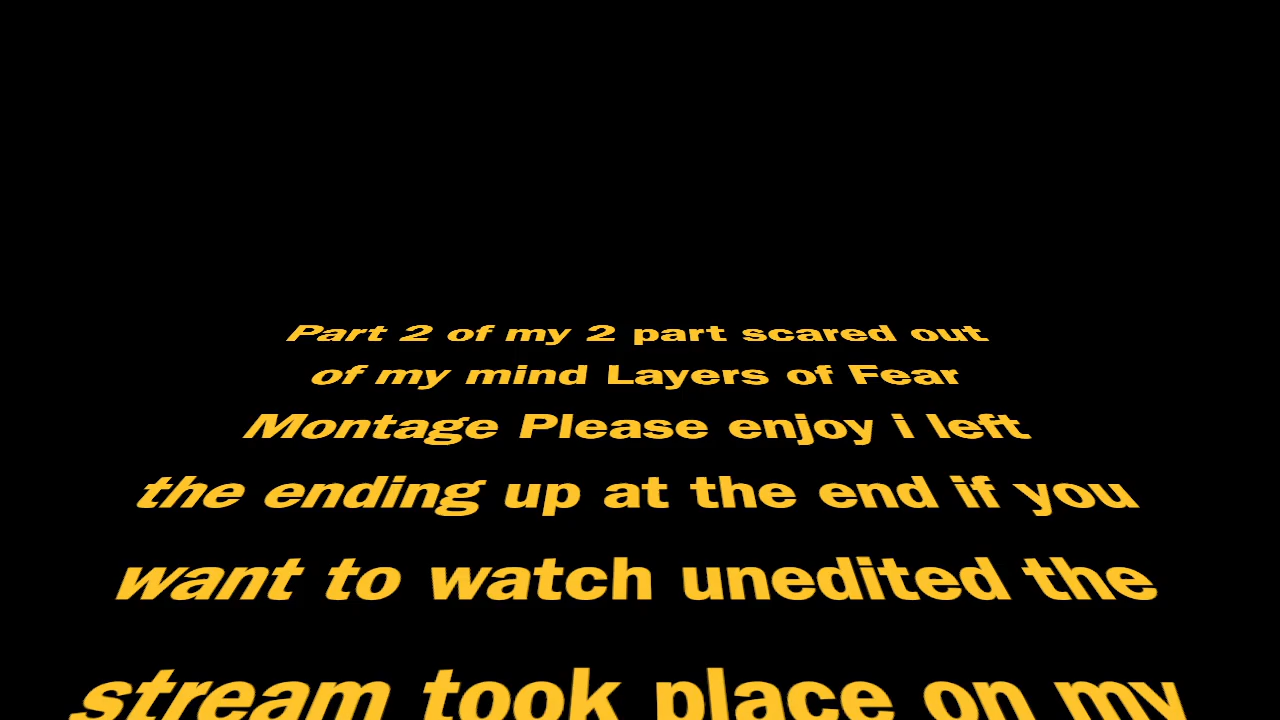 Part 2 of my 2 part scared out
of my mind Layers of Fear
Montage Please enjoy i left
the ending up at the end if you
want to watch unedited the
stream took place on my